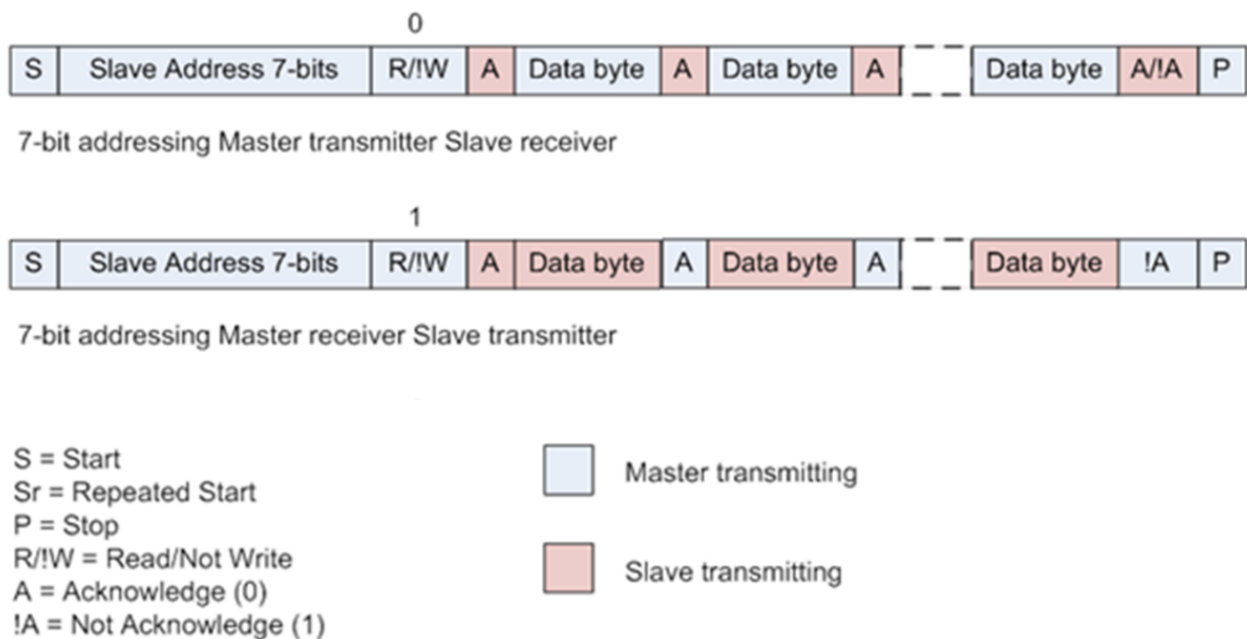 0
S Slave Address 7-bits R/!W A Data byte A Data byte A Data byte A/!A P
7-bit addressing Master transmitter Slave receiver
1
S Slave Address 7-bits R/!W A Data byte A Data byte A Data byte !A P
7-bit addressing Master receiver Slave transmitter
S = Start
Sr = Repeated Start
P = Stop
R/!W = Read/Not Write
A = Acknowledge (0)
!A = Not Acknowledge (1)
Master transmitting
Slave transmitting